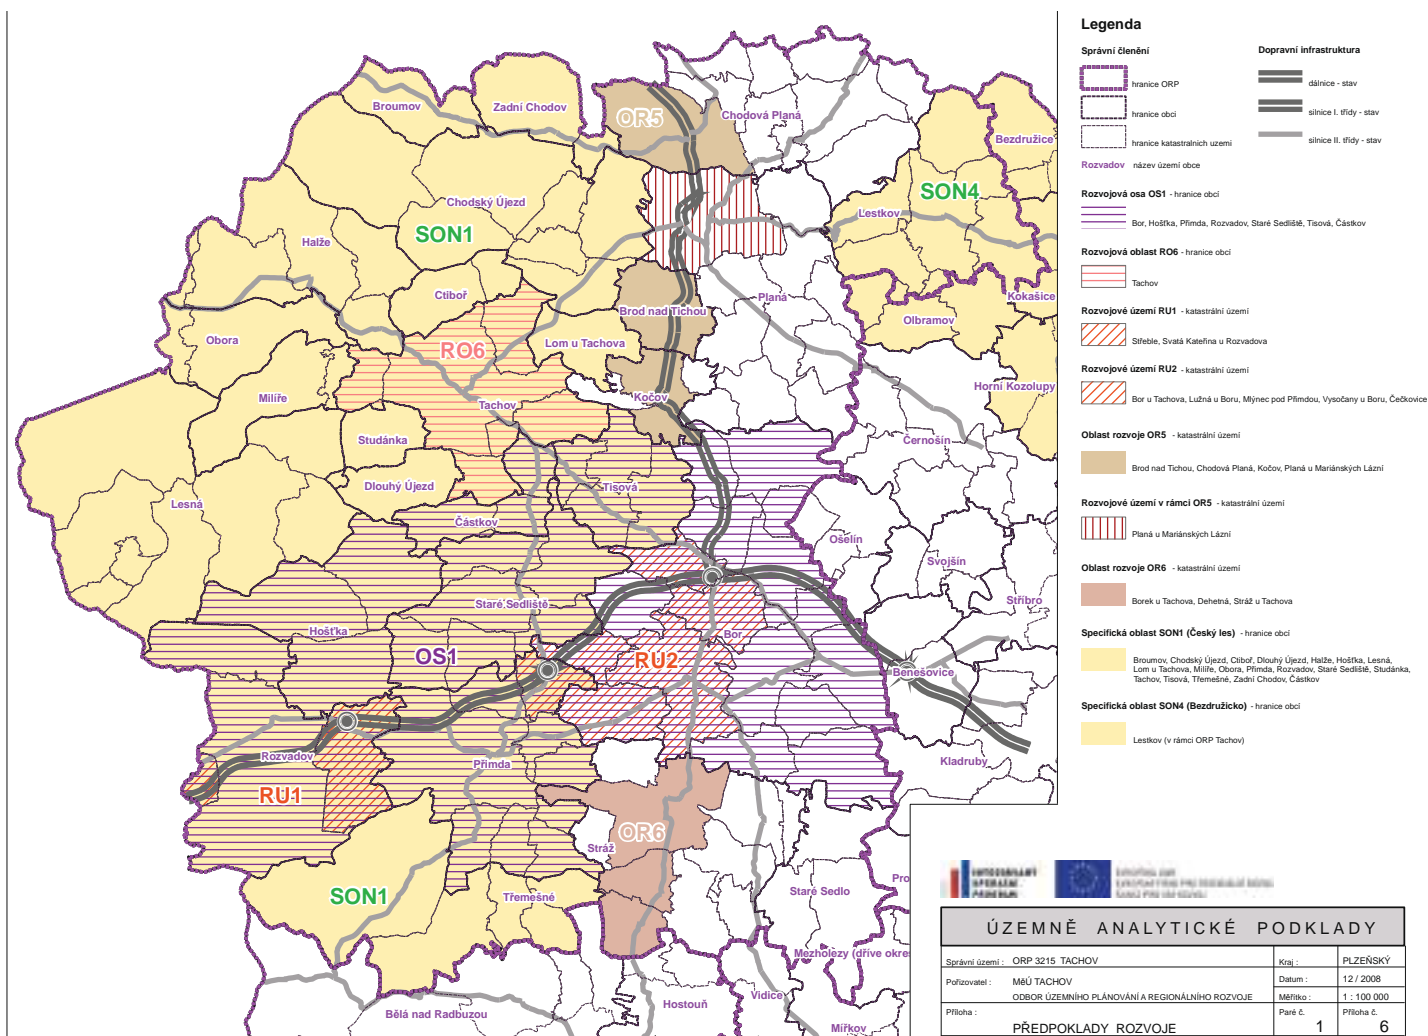 Broumov
Zadní Chodov
OR5
Chodová Planá
Bezdružice
SON4
Lestkov
Chodský Újezd
SON1
Halže
Ctiboř
Planá
Kokašice
Brod nad Tichou
Olbramov
Obora
RO6
Lom u Tachova
Horní Kozolupy
Milíře
Tachov
Kočov
Studánka
Černošín
Dlouhý Újezd
Tisová
Lesná
Částkov
Ošelín
Svojšín
Stříbro
Staré Sedliště
Hošťka
Bor
OS1
RU2
Benešovice
Rozvadov
Přimda
Kladruby
RU1
OR6
Stráž
SON1
Třemešné
Staré Sedlo
Pro
Mezholezy (dříve okre
Hostouň
Vidice
Bělá nad Radbuzou
Mířkov
Legenda
Správní členění
hranice ORP
hranice obcí
hranice katastralnich uzemi
Rozvadov název území obce
Dopravní infrastruktura
dálnice - stav
silnice I. třídy - stav
silnice II. třídy - stav
Rozvojová osa OS1 - hranice obcí
Bor, Hošťka, Přimda, Rozvadov, Staré Sedliště, Tisová, Částkov
Rozvojová oblast RO6 - hranice obcí
Tachov
Rozvojové území RU1 - katastrální území
Střeble, Svatá Kateřina u Rozvadova
Rozvojové území RU2 - katastrální území
Bor u Tachova, Lužná u Boru, Mlýnec pod Přimdou, Vysočany u Boru, Čečkovice
Oblast rozvoje OR5 - katastrální území
Brod nad Tichou, Chodová Planá, Kočov, Planá u Mariánských Lázní
Rozvojové území v rámci OR5 - katastrální území
Planá u Mariánských Lázní
Oblast rozvoje OR6 - katastrální území
Borek u Tachova, Dehetná, Stráž u Tachova
Specifická oblast SON1 (Český les) - hranice obcí
Broumov, Chodský Újezd, Ctiboř, Dlouhý Újezd, Halže, Hošťka, Lesná,
Lom u Tachova, Milíře, Obora, Přimda, Rozvadov, Staré Sedliště, Studánka,
Tachov, Tisová, Třemešné, Zadní Chodov, Částkov
Specifická oblast SON4 (Bezdružicko) - hranice obcí
Lestkov (v rámci ORP Tachov)
ÚZEMNĚ ANALYTICKÉ PODKLADY
Správní území : ORP 3215 TACHOV
Kraj : PLZEŇSKÝ
Pořizovatel : MěÚ TACHOV
ODBOR ÚZEMNÍHO PLÁNOVÁNÍ A REGIONÁLNÍHO ROZVOJE
Datum : 12 / 2008
Měřítko : 1 : 100 000
Příloha : PŘEDPOKLADY ROZVOJE
Paré č. 1
Příloha č. 6